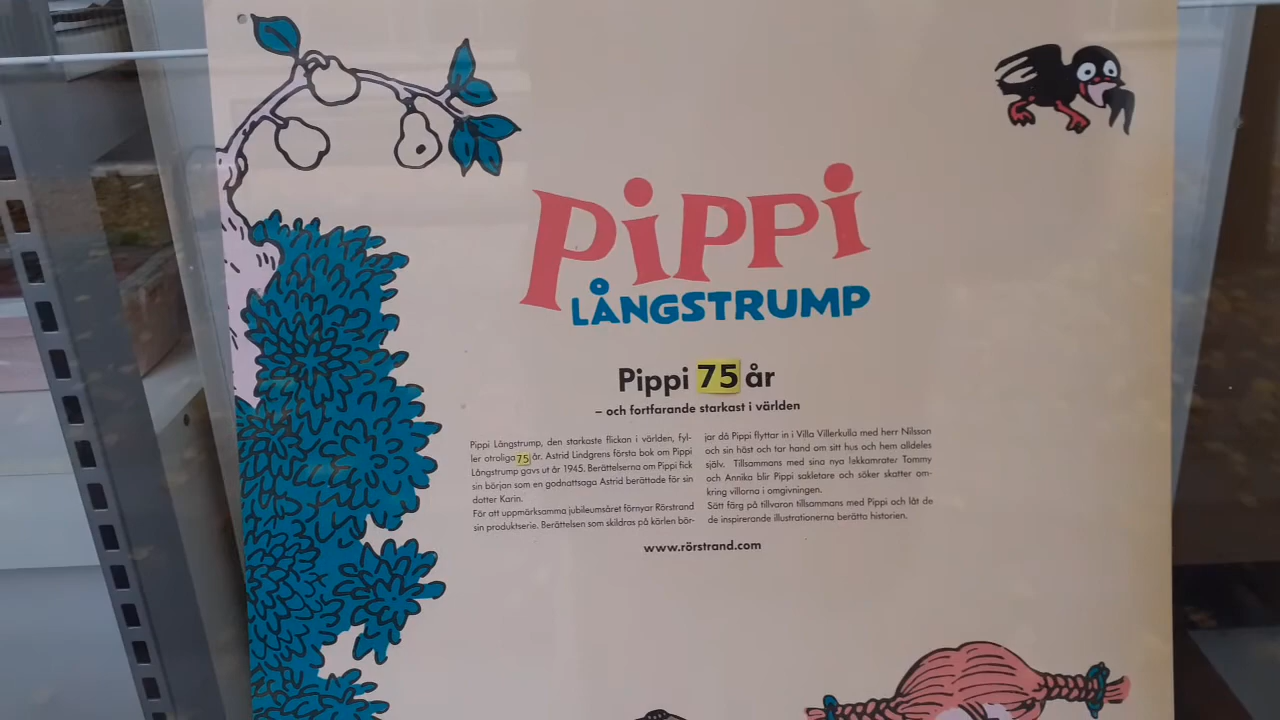 Pippi
LÅNGSTRUMP
Pippi 75 år
– och fortfarande starkast i världen
Pippi Långstrump, den starkaste flickan i världen, fyl-
ler otroliga 75 år. Astrid Lindgrens första bok om Pippi
Långstrump gavs ut år 1945. Berättelserna om Pippi fick
sin början som en godnattsaga Astrid berättade för sin
dotter Karin.
För att uppmärksamma jubileumsåret förnyar Rörstrand
sin produktserie. Berättelsen som skildras på kärlen bör-
jar då Pippi flyttar in i Villa Villerkulla med herr Nilsson
och sin häst och tar hand om sitt hus och hem alldeles
själv. Tillsammans med sina nya lekkamrater Tommy
och Annika blir Pippi sakletare och söker skatter om-
kring villorna i omgivningen.
Sätt färg på tillvaron tillsammans med Pippi och låt de
de inspirerande illustrationerna berätta historien.
www.rörstrand.com